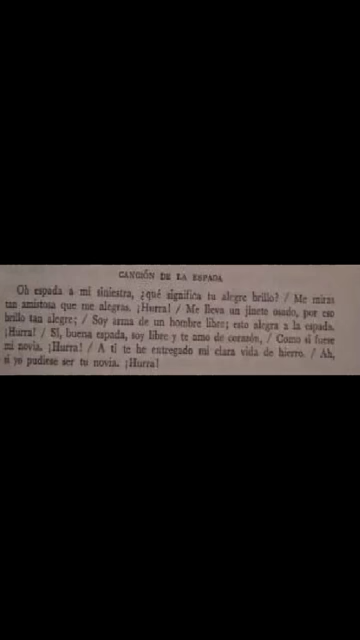 CANCIÓN DE LA ESPADA
Oh espada a mi siniestra, ¿qué significa tu alegre brillo? / Me miras
tan amistosa que me alegras. ¡Hurra! / Me lleva un jinete osado, por eso
brillo tan alegre; / Soy arma de un hombre libre; esto alegra a la espada.
¡Hurra! / Sí, buena espada, soy libre y te amo de corazón, / Como si fuese
mi novia. ¡Hurra! / A ti te he entregado mi clara vida de hierro. / Ah,
si yo pudiese ser tu novia. ¡Hurra!